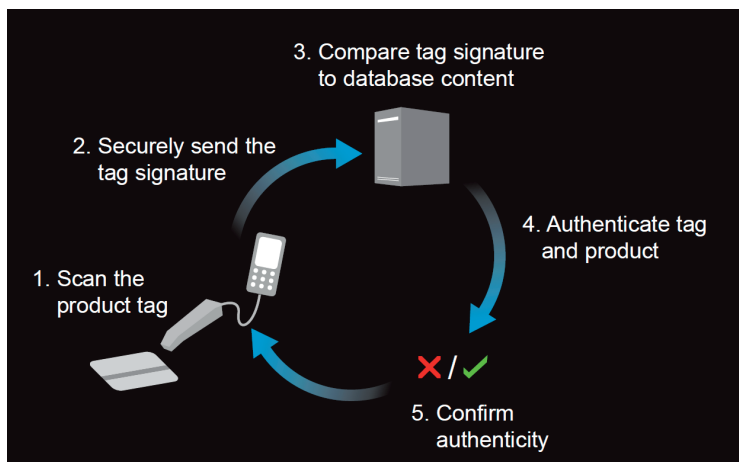 1. Scan the
product tag
2. Securely send the
tag signature
3. Compare tag signature
to database content
4. Authenticate tag
and product
5. Confirm
authenticity